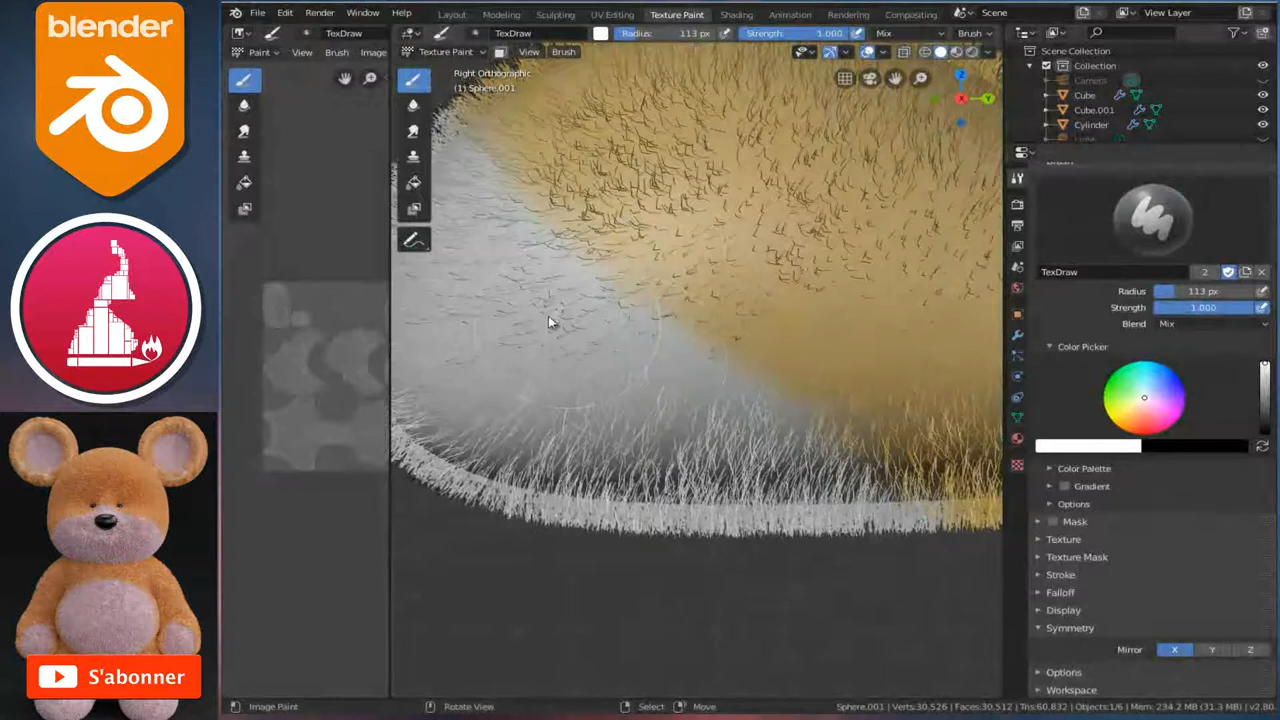 blender
S'abonner
File Edit Render Window Help
Layout Modeling Sculpting UV Editing Texture Paint Shading Animation Rendering Compositing
Scene
View Layer
TexDraw
TexDraw
Radius: 113 px
Strength: 1.000
Mix
Brush
Paint View Brush Image
Texture Paint View Brush
Right Orthographic
(1) Sphere.001
Z
X
Y
Scene Collection
Collection
Camera
Cube
Cube.001
Cylinder
TexDraw
2
Radius 113 px
Strength 1.000
Blend Mix
Color Picker
Color Palette
Gradient
Options
Mask
Texture
Texture Mask
Stroke
Falloff
Display
Symmetry
Mirror X Y Z
Options
Workspace
Image Paint
Rotate View
Select
Move
Sphere.001 | Verts:30,526 | Faces:30,512 | Tris:60,832 | Objects:1/6 | Mem: 234.2 MB (31.3 MB) | v2.80